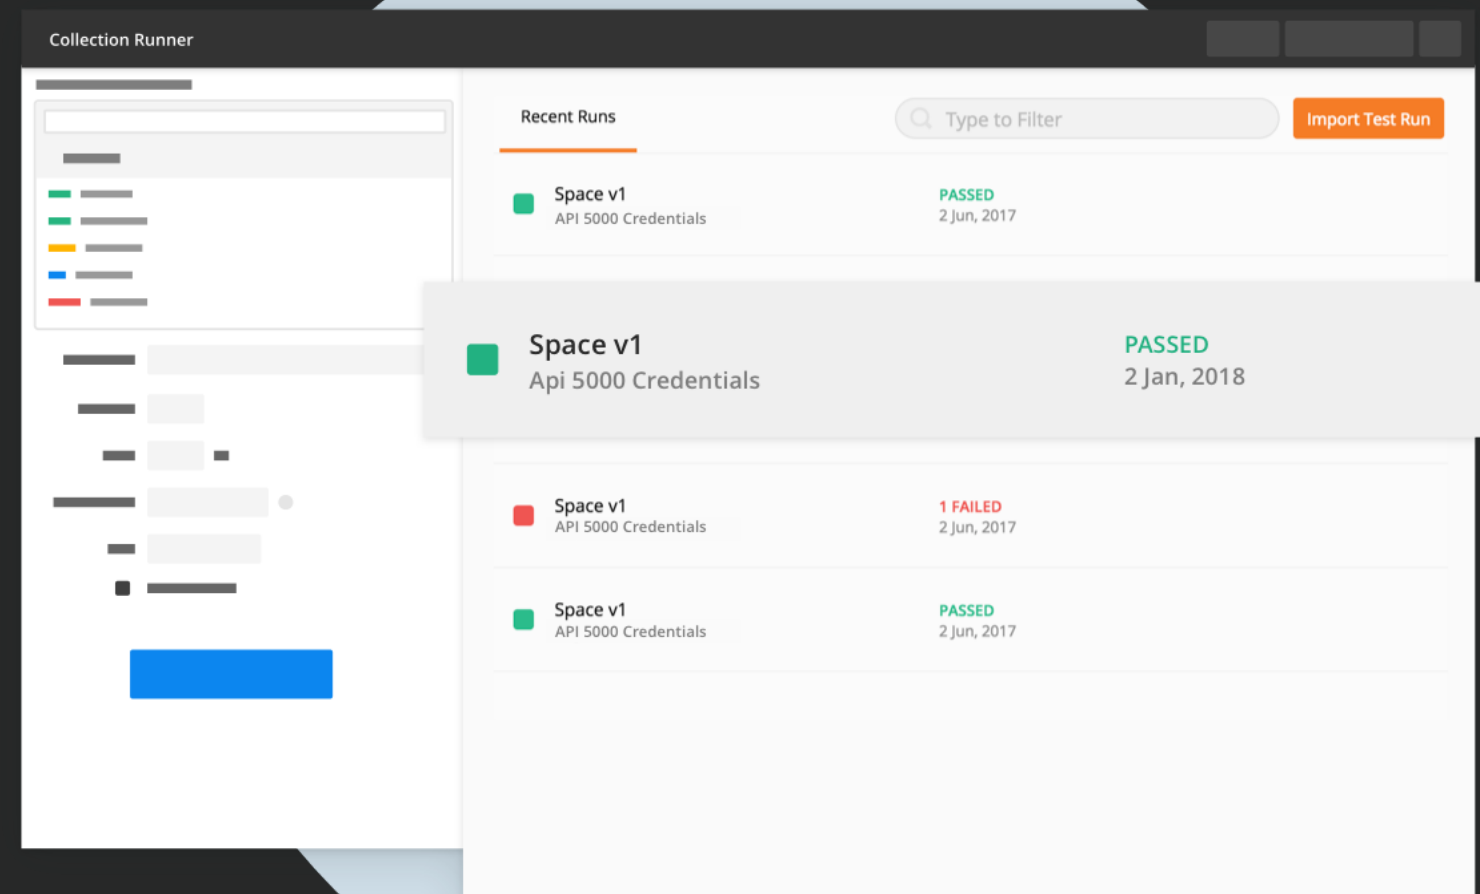 Collection Runner
Recent Runs
Type to Filter
Import Test Run
Space v1
API 5000 Credentials
PASSED
2 Jun, 2017
Space v1
Api 5000 Credentials
PASSED
2 Jan, 2018
Space v1
API 5000 Credentials
1 FAILED
2 Jun, 2017
Space v1
API 5000 Credentials
PASSED
2 Jun, 2017